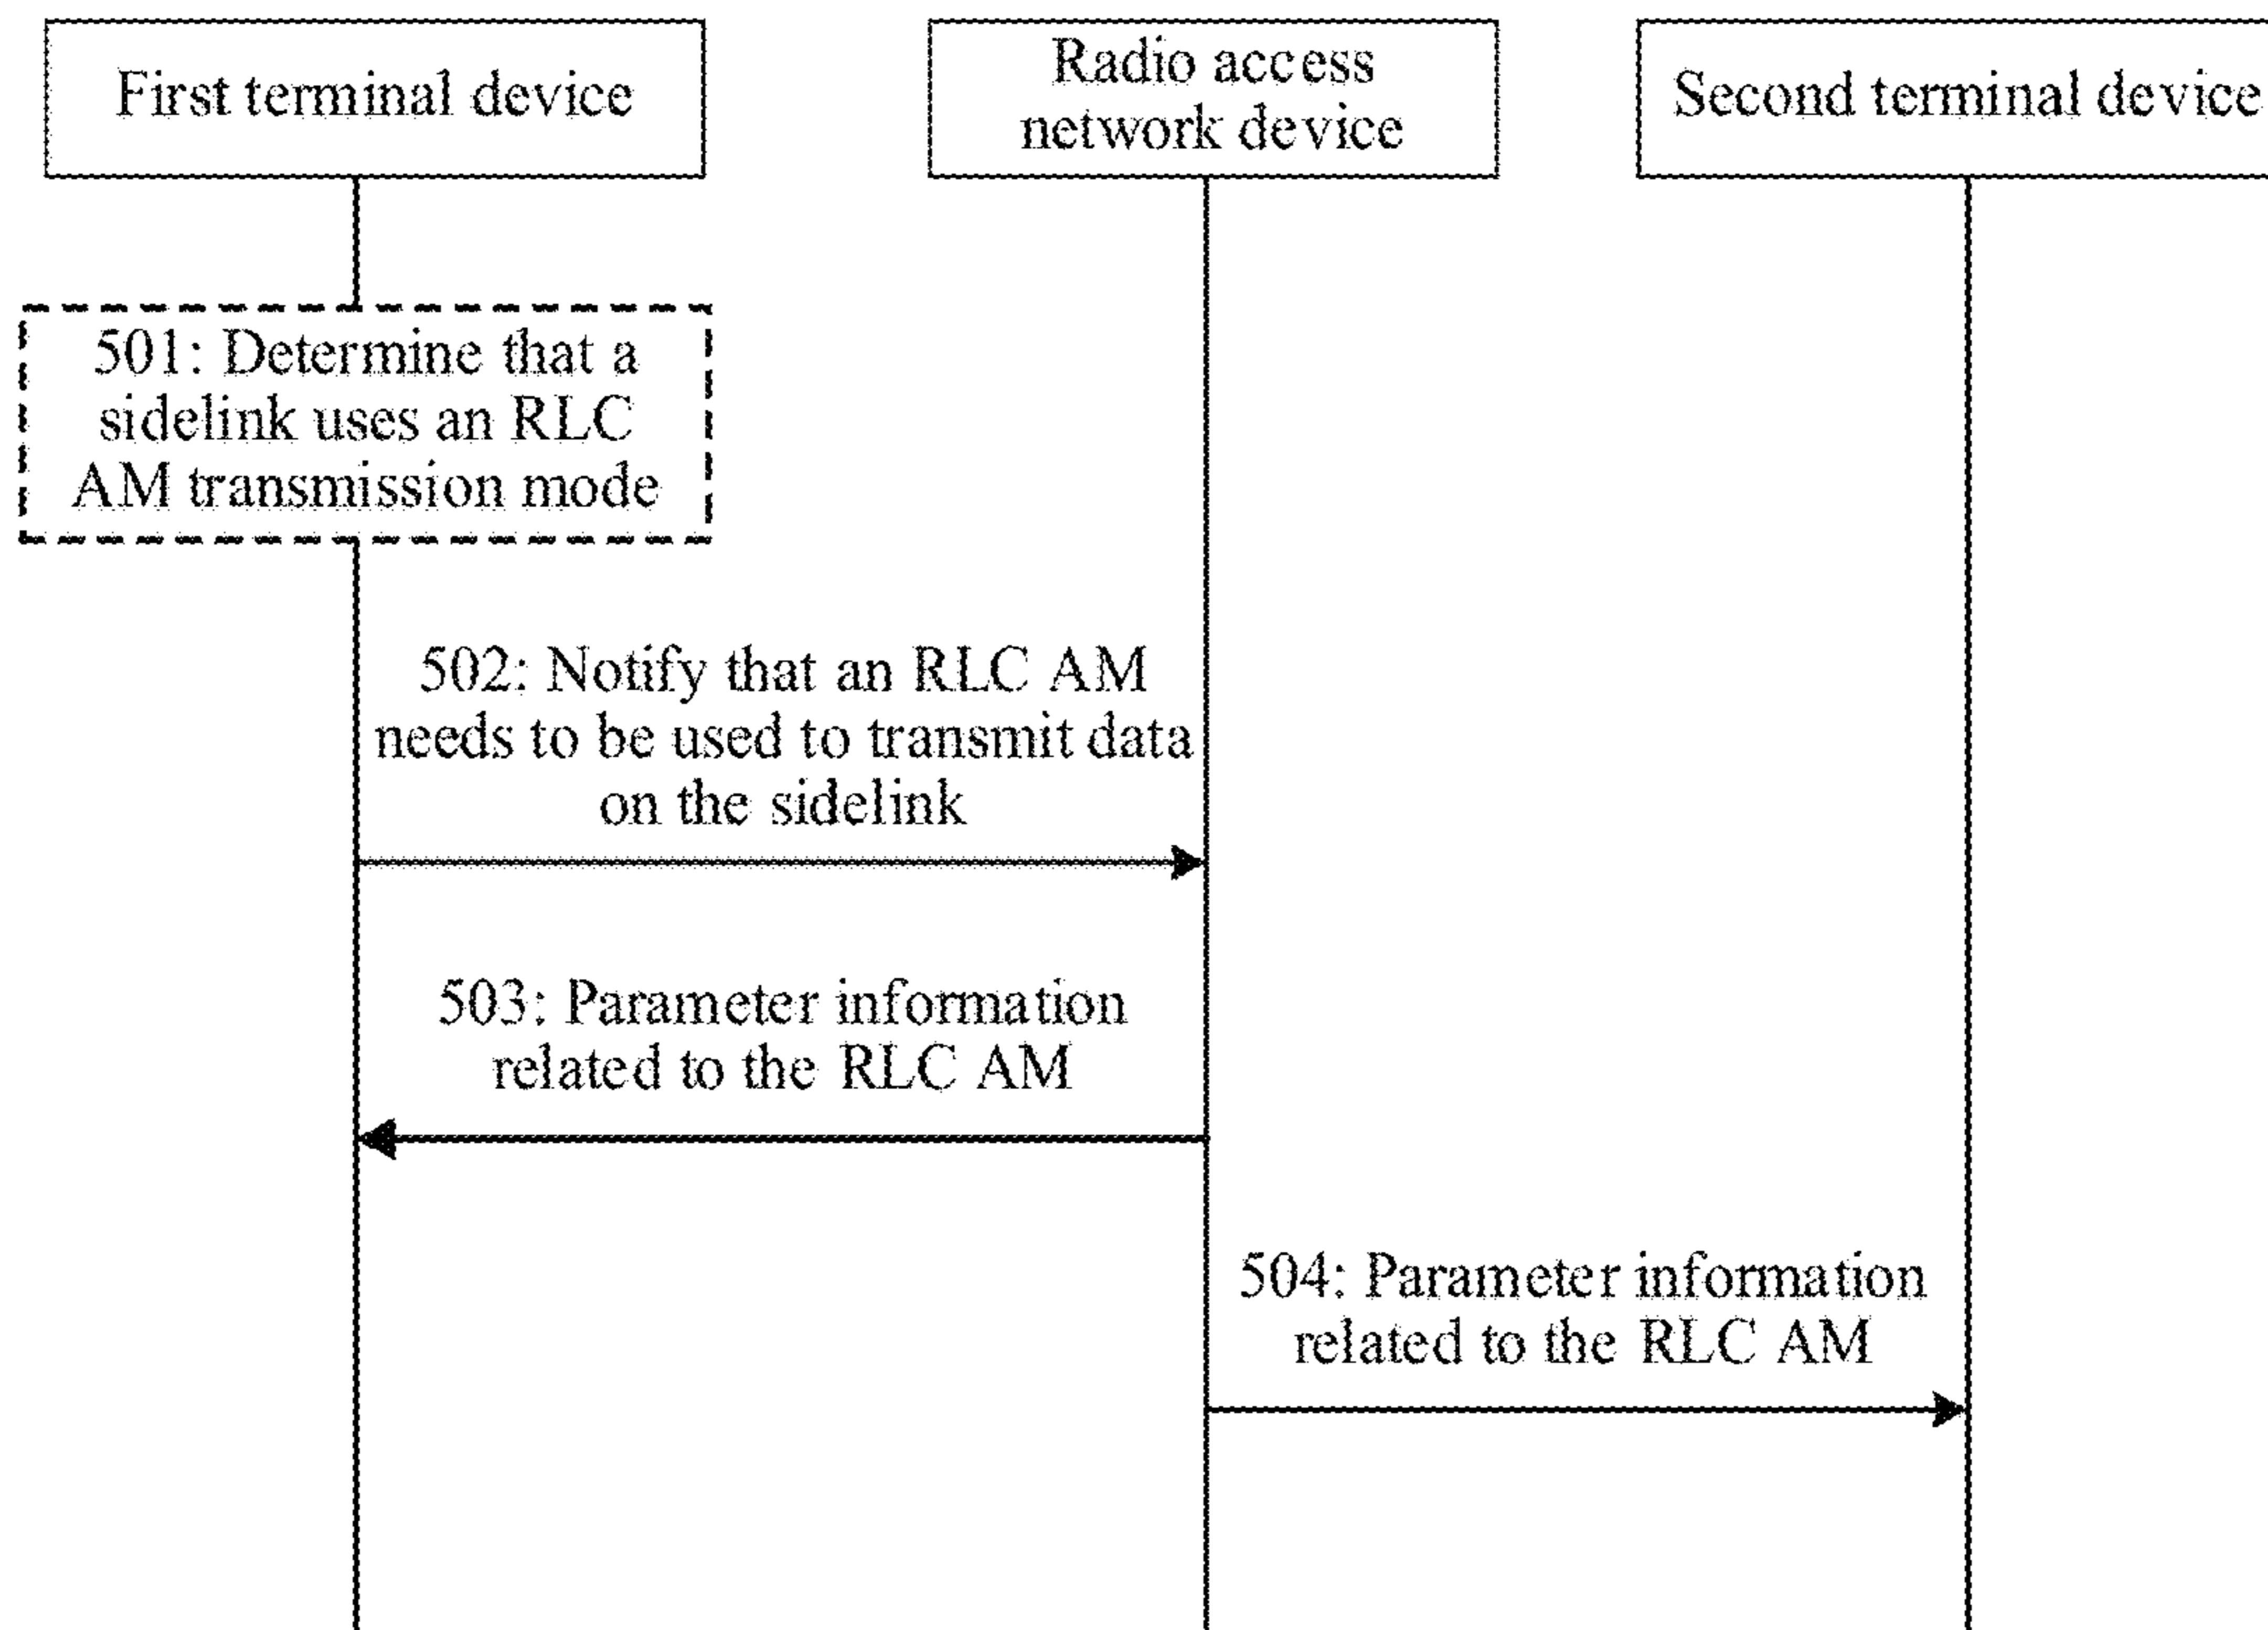 First terminal device
Radio access
network device
Second terminal device
501: Determine that a
sidelink uses an RLC
AM transmission mode
502: Notify that an RLC AM
needs to be used to transmit data
on the sidelink
503: Parameter information
related to the RLC AM
504: Parameter information
related to the RLC AM